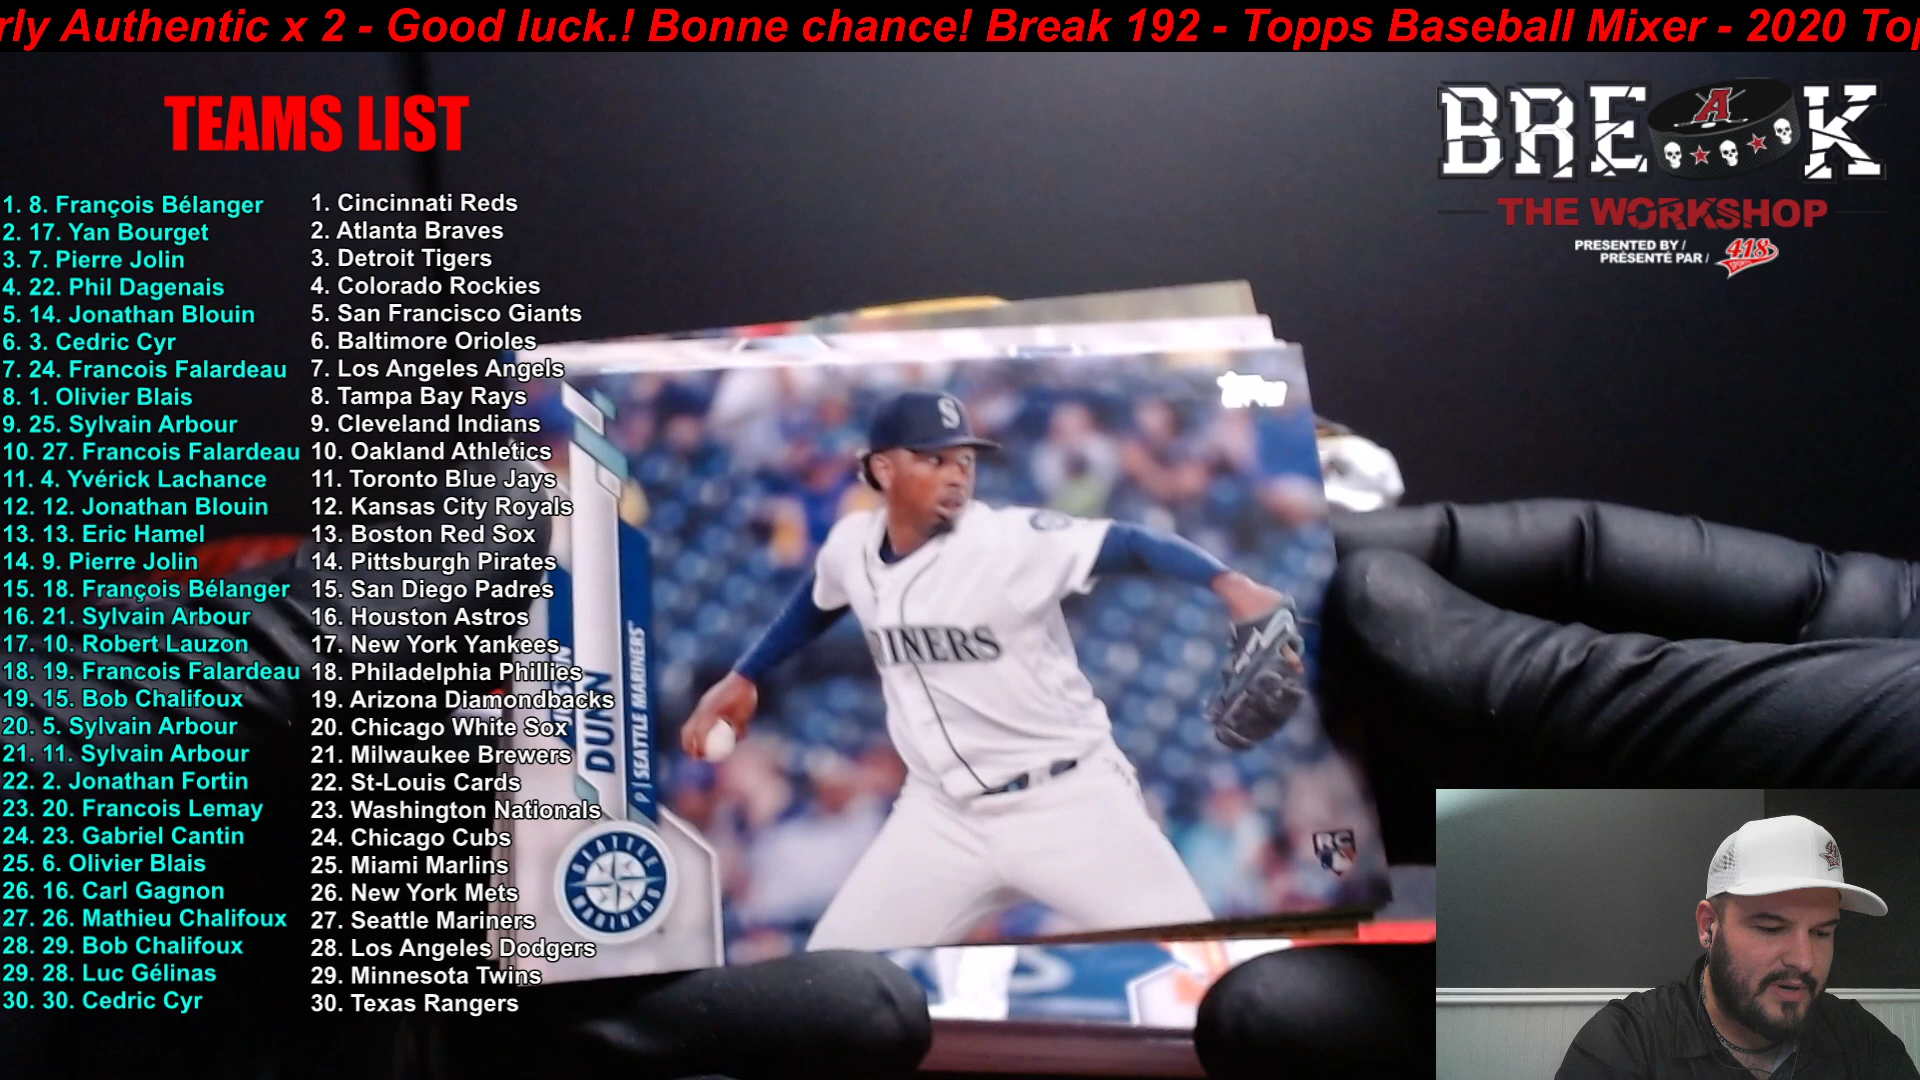 rly Authentic x 2 - Good luck.! Bonne chance! Break 192 - Topps Baseball Mixer - 2020 Top
TEAMS LIST
1. 8. François Bélanger
2. 17. Yan Bourget
3. 7. Pierre Jolin
4. 22. Phil Dagenais
5. 14. Jonathan Blouin
6. 3. Cedric Cyr
7. 24. Francois Falardeau
8. 1. Olivier Blais
9. 25. Sylvain Arbour
10. 27. Francois Falardeau
11. 4. Yvérick Lachance
12. 12. Jonathan Blouin
13. 13. Eric Hamel
14. 9. Pierre Jolin
15. 18. François Bélanger
16. 21. Sylvain Arbour
17. 10. Robert Lauzon
18. 19. Francois Falardeau
19. 15. Bob Chalifoux
20. 5. Sylvain Arbour
21. 11. Sylvain Arbour
22. 2. Jonathan Fortin
23. 20. Francois Lemay
24. 23. Gabriel Cantin
25. 6. Olivier Blais
26. 16. Carl Gagnon
27. 26. Mathieu Chalifoux
28. 29. Bob Chalifoux
29. 28. Luc Gélinas
30. 30. Cedric Cyr
1. Cincinnati Reds
2. Atlanta Braves
3. Detroit Tigers
4. Colorado Rockies
5. San Francisco Giants
6. Baltimore Orioles
7. Los Angeles Angels
8. Tampa Bay Rays
9. Cleveland Indians
10. Oakland Athletics
11. Toronto Blue Jays
12. Kansas City Royals
13. Boston Red Sox
14. Pittsburgh Pirates
15. San Diego Padres
16. Houston Astros
17. New York Yankees
18. Philadelphia Phillies
19. Arizona Diamondbacks
20. Chicago White Sox
21. Milwaukee Brewers
22. St-Louis Cards
23. Washington Nationals
24. Chicago Cubs
25. Miami Marlins
26. New York Mets
27. Seattle Mariners
28. Los Angeles Dodgers
29. Minnesota Twins
30. Texas Rangers
BREAK
THE WORKSHOP
PRESENTED BY /
PRÉSENTÉ PAR /
418
Topps
S
RINERS
DUNN
P | SEATTLE MARINERS
SEATTLE
MARINERS
RC